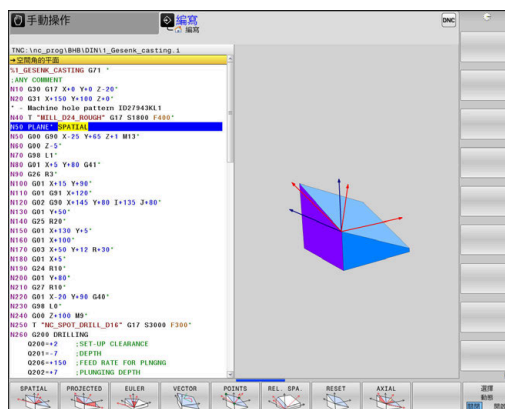 手動操作
編寫
編寫
DNC
TNC:\nc_prog\BHB\DIN\1_Gesenk_casting.i
→空間角的平面
%1_GESENK_CASTING G71 *
;ANY COMMENT
N10 G30 G17 X+0 Y+0 Z-20*
N20 G31 X+150 Y+100 Z+0*
* - Machine hole pattern ID27943KL1
N40 T "MILL_D24_ROUGH" G17 S1800 F400*
N50 PLANE* SPATIAL
N50 G00 G90 X-25 Y+65 Z+1 M13*
N60 G00 Z-5*
N70 G98 L1*
N80 G01 X+5 Y+80 G41*
N90 G26 R3*
N100 G01 X+15 Y+90*
N110 G01 G91 X+120*
N120 G02 G90 X+145 Y+80 I+135 J+80*
N130 G01 Y+50*
N140 G25 R20*
N150 G01 X+130 Y+5*
N160 G01 X+100*
N170 G03 X+50 Y+12 R+30*
N180 G01 X+5*
N190 G24 R10*
N200 G01 Y+80*
N210 G27 R10*
N220 G01 X-20 Y+90 G40*
N230 G98 L0*
N240 G00 Z+100 M9*
N250 T "NC_SPOT_DRILL_D16" G17 S3000 F300*
N260 G200 DRILLING
Q200=+2 ;SET-UP CLEARANCE
Q201=-7 ;DEPTH
Q206=+150 ;FEED RATE FOR PLNGNG
Q202=+7 ;PLUNGING DEPTH
SPATIAL PROJECTED EULER VECTOR POINTS REL. SPA. RESET AXIAL 選擇
動態
關閉 開啟